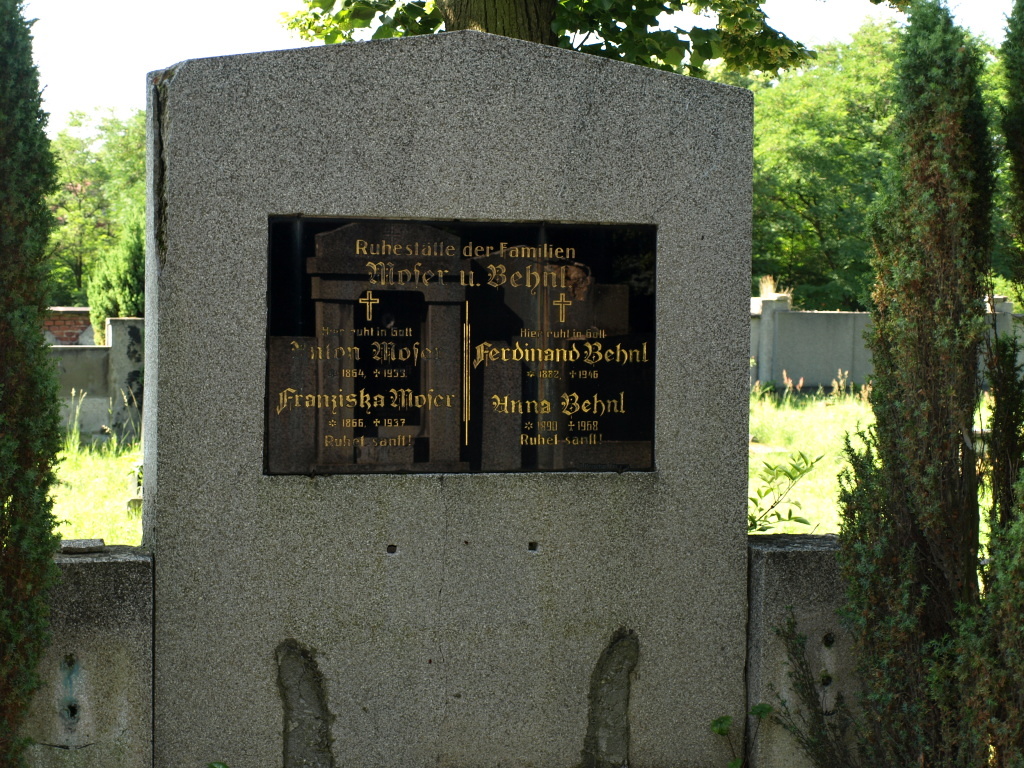 Ruhestätte der Familien
Moser u. Behnl
Hier ruht in Gott
Anton Moser
* 1864, ✝ 1953.
Franziska Moser
* 1866, ✝ 1937.
Ruhet sanft!
Hier ruht in Gott
Ferdinand Behnl
* 1882, ✝ 1946
Anna Behnl
* 1890 ✝ 1968
Ruhet sanft!